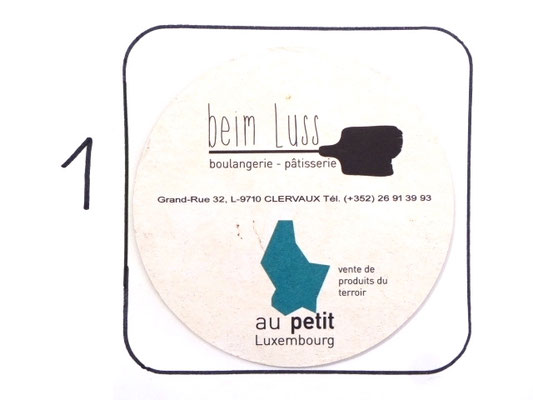 1
beim Luss
boulangerie - pâtisserie
Grand-Rue 32, L-9710 CLERVAUX Tél. (+352) 26 91 39 93
vente de
produits du
terroir
au petit
Luxembourg